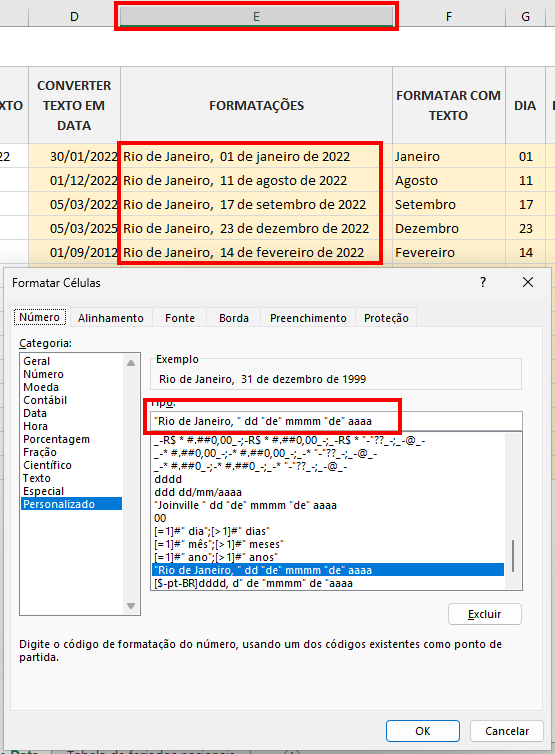 D E F G
XTO CONVERTER TEXTO EM DATA FORMATAÇÕES FORMATAR COM TEXTO DIA
22 30/01/2022 Rio de Janeiro,  01 de janeiro de 2022 Janeiro 01
01/12/2022 Rio de Janeiro,  11 de agosto de 2022 Agosto 11
05/03/2022 Rio de Janeiro,  17 de setembro de 2022 Setembro 17
05/03/2025 Rio de Janeiro,  23 de dezembro de 2022 Dezembro 23
01/09/2012 Rio de Janeiro,  14 de fevereiro de 2022 Fevereiro 14
Formatar Células ? ×
Número Alinhamento Fonte Borda Preenchimento Proteção
Categoria:
Geral
Número
Moeda
Contábil
Data
Hora
Porcentagem
Fração
Científico
Texto
Especial
Personalizado
Exemplo
Rio de Janeiro,  31 de dezembro de 1999
Tipo:
"Rio de Janeiro, " dd "de" mmmm "de" aaaa
_-R$ * #.##0,00_-;-R$ * #.##0,00_-;_-R$ * "-"??_-;_-@_-
_-* #.##0,00_-;-* #.##0,00_-;_-* "-"??_-;_-@_-
_-* #.##0_-;-* #.##0_-;_-* "-"??_-;_-@_-
dddd
ddd dd/mm/aaaa
"Joinville " dd "de" mmmm "de" aaaa
00
[=1]#" dia";[>1]#" dias"
[=1]#" mês";[>1]#" meses"
[=1]#" ano";[>1]#" anos"
"Rio de Janeiro, " dd "de" mmmm "de" aaaa
[$-pt-BR]dddd, d" de "mmmm" de "aaaa
Excluir
Digite o código de formatação do número, usando um dos códigos existentes como ponto de
partida.
OK Cancelar